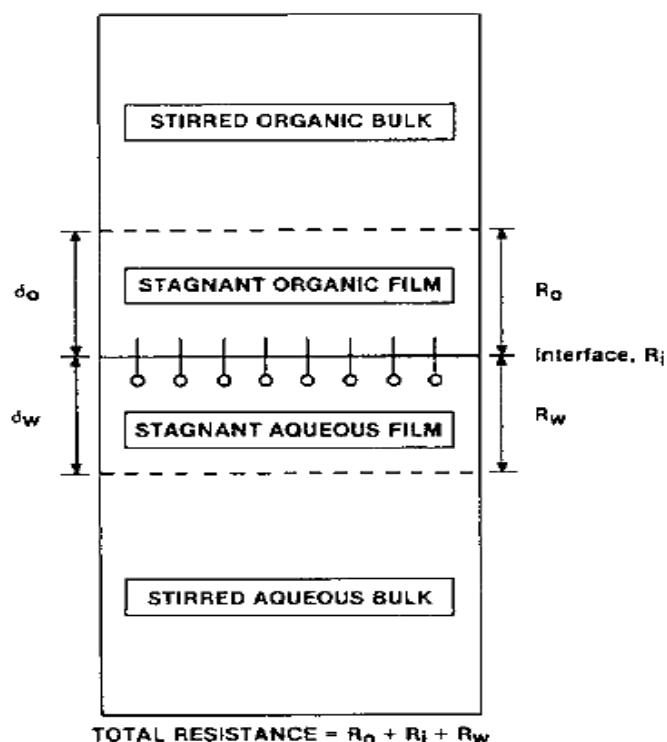 STIRRED ORGANIC BULK
do
STAGNANT ORGANIC FILM
Ro
Interface, Ri
dw
STAGNANT AQUEOUS FILM
Rw
STIRRED AQUEOUS BULK
TOTAL RESISTANCE = Ro + Ri + Rw